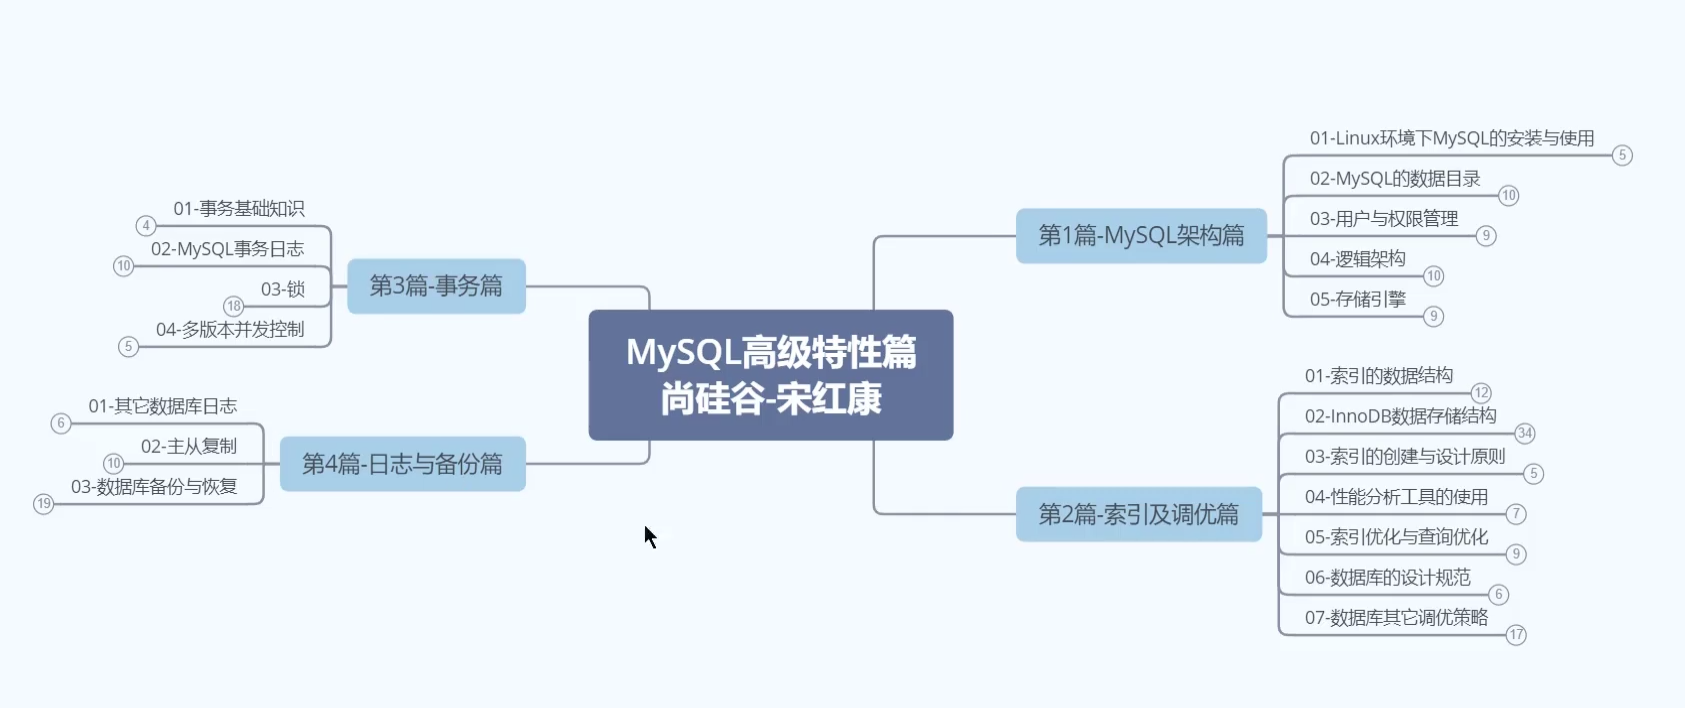 MySQL高级特性篇
尚硅谷-宋红康
第1篇-MySQL架构篇
01-Linux环境下MySQL的安装与使用
5
02-MySQL的数据目录
10
03-用户与权限管理
9
04-逻辑架构
10
05-存储引擎
9
第2篇-索引及调优篇
01-索引的数据结构
12
02-InnoDB数据存储结构
34
03-索引的创建与设计原则
5
04-性能分析工具的使用
7
05-索引优化与查询优化
9
06-数据库的设计规范
6
07-数据库其它调优策略
17
第3篇-事务篇
01-事务基础知识
4
02-MySQL事务日志
10
03-锁
18
04-多版本并发控制
5
第4篇-日志与备份篇
01-其它数据库日志
6
02-主从复制
10
03-数据库备份与恢复
19